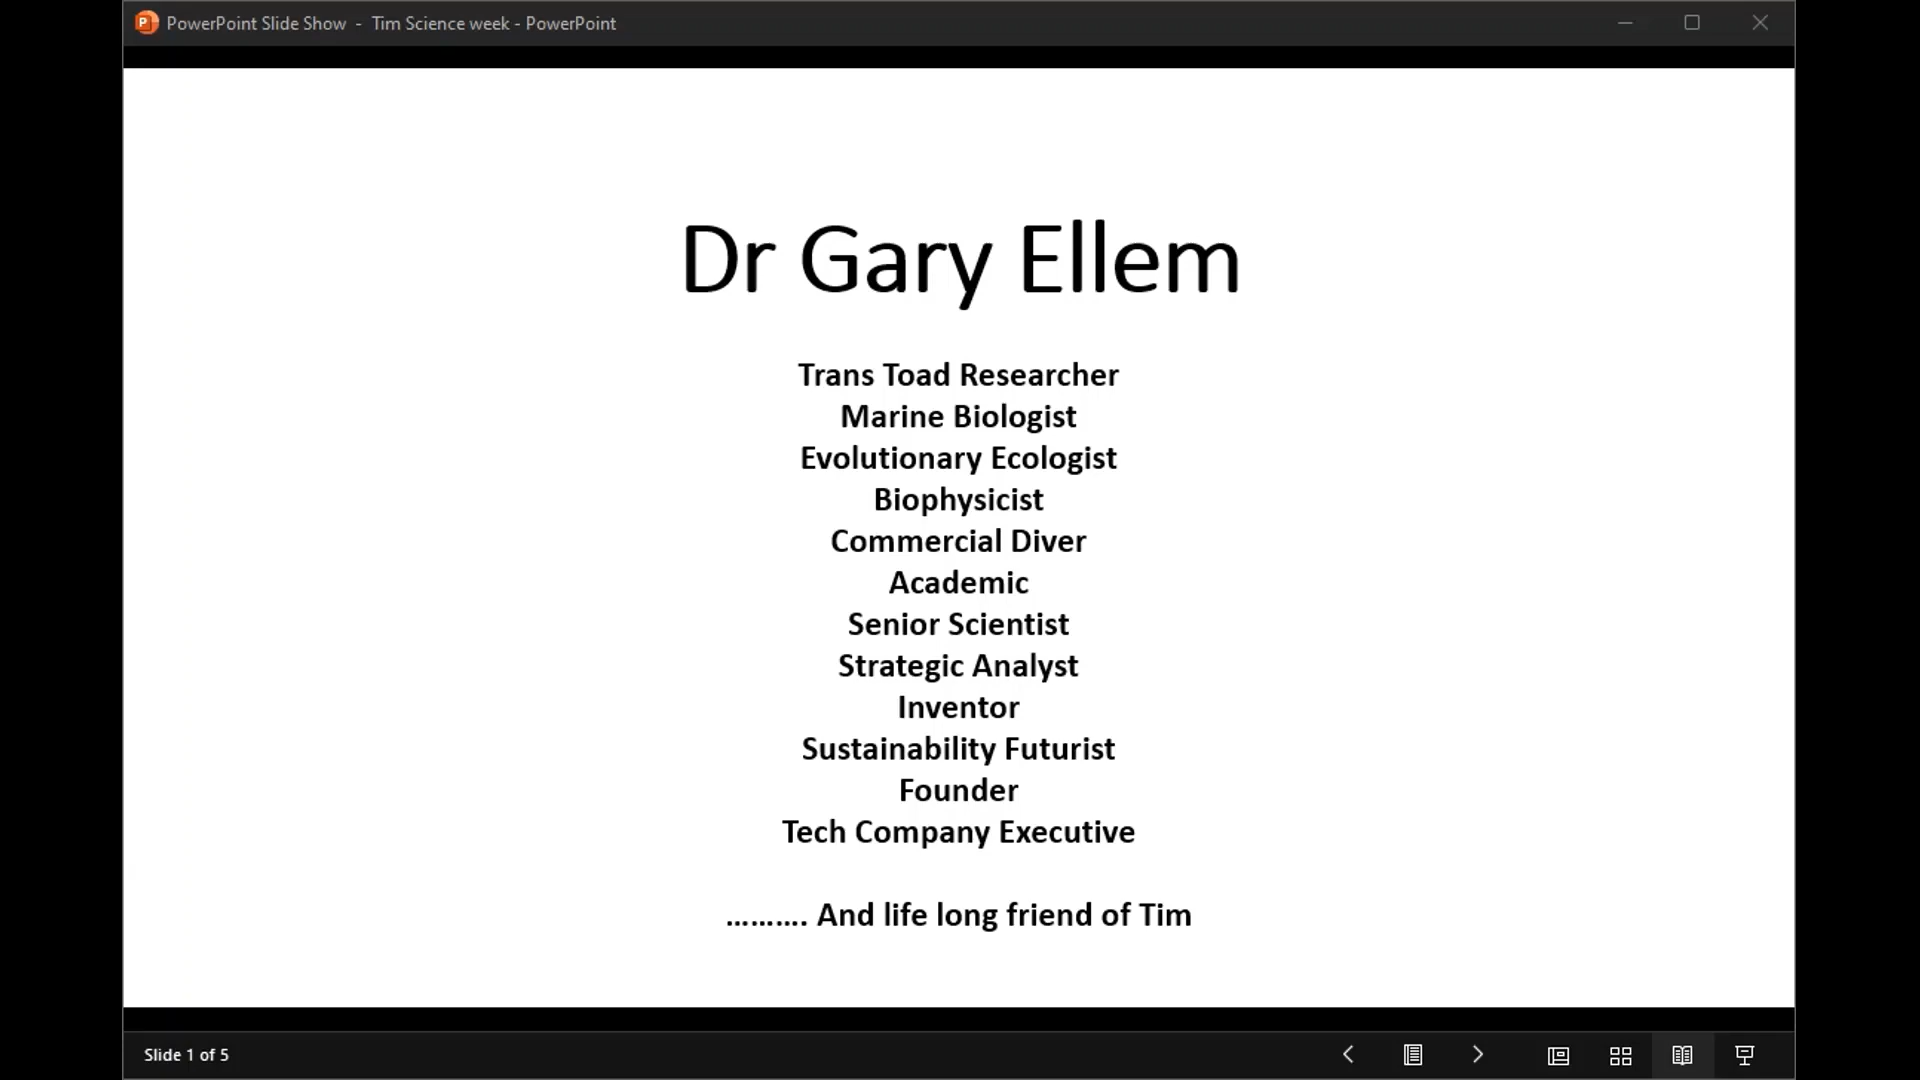 PowerPoint Slide Show - Tim Science week - PowerPoint
Dr Gary Ellem
Trans Toad Researcher
Marine Biologist
Evolutionary Ecologist
Biophysicist
Commercial Diver
Academic
Senior Scientist
Strategic Analyst
Inventor
Sustainability Futurist
Founder
Tech Company Executive
………. And life long friend of Tim
Slide 1 of 5